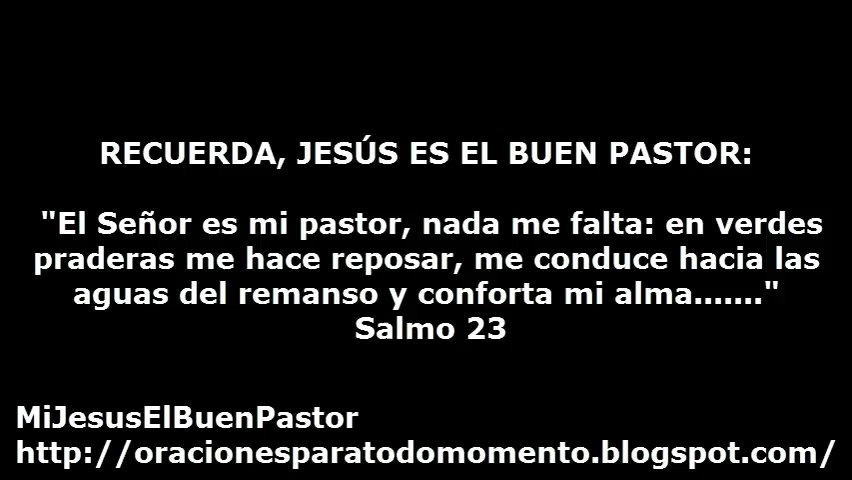 RECUERDA, JESÚS ES EL BUEN PASTOR:
"El Señor es mi pastor, nada me falta: en verdes
praderas me hace reposar, me conduce hacia las
aguas del remanso y conforta mi alma......."
Salmo 23
MiJesusElBuenPastor
http://oracionesparatodomomento.blogspot.com/